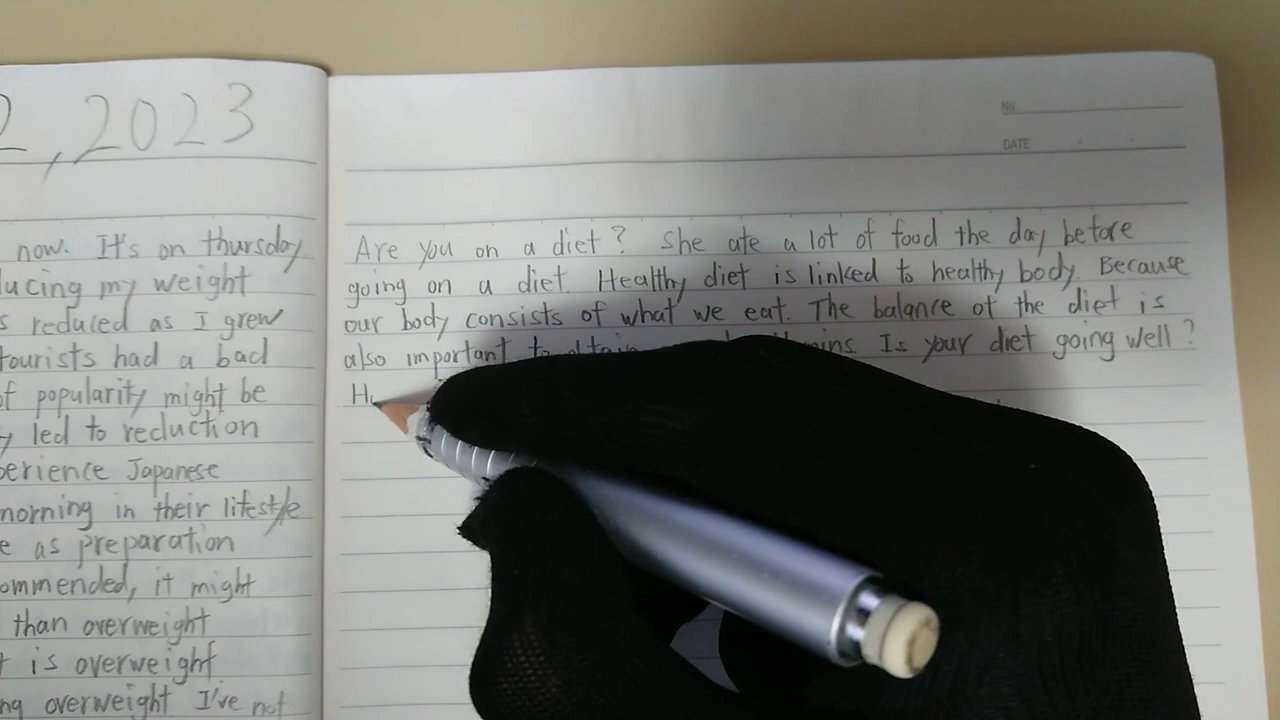 2, 2023
now. It's on thursday
ucing my weight
s reduced as I grew
tourists had a bad
of popularity might be
y led to reduction
perience Japanese
morning in their lifestyle
e as preparation
ommended, it might
than overweight
is overweight.
ng overweight I've not
No.
DATE
Are you on a diet? She ate a lot of food the day before
going on a diet. Healthy diet is linked to healthy body. Because
our body consists of what we eat. The balance of the diet is
also important to Is your diet going well?